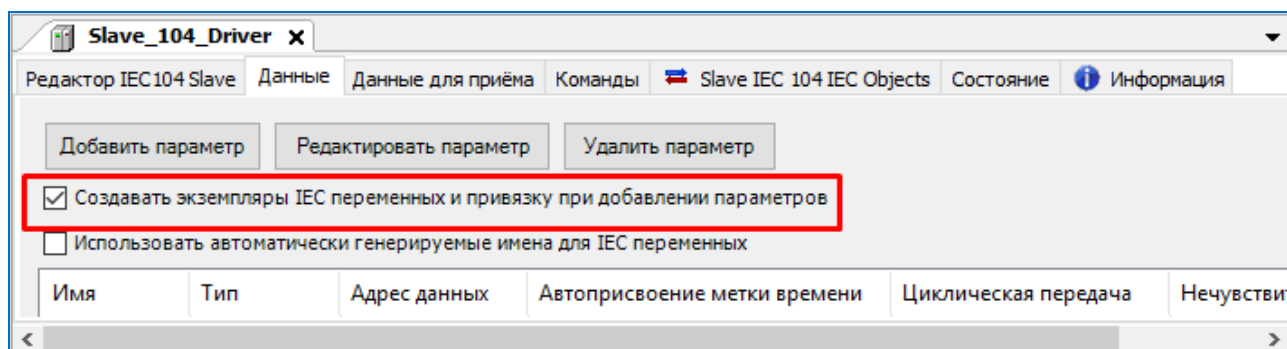 Slave_104_Driver x
Редактор IEC104 Slave Данные Данные для приёма Команды Slave IEC 104 IEC Objects Состояние Информация
Добавить параметр Редактировать параметр Удалить параметр
Создавать экземпляры IEC переменных и привязку при добавлении параметров
Использовать автоматически генерируемые имена для IEC переменных
Имя Тип Адрес данных Автоприсвоение метки времени Циклическая передача Нечувстви